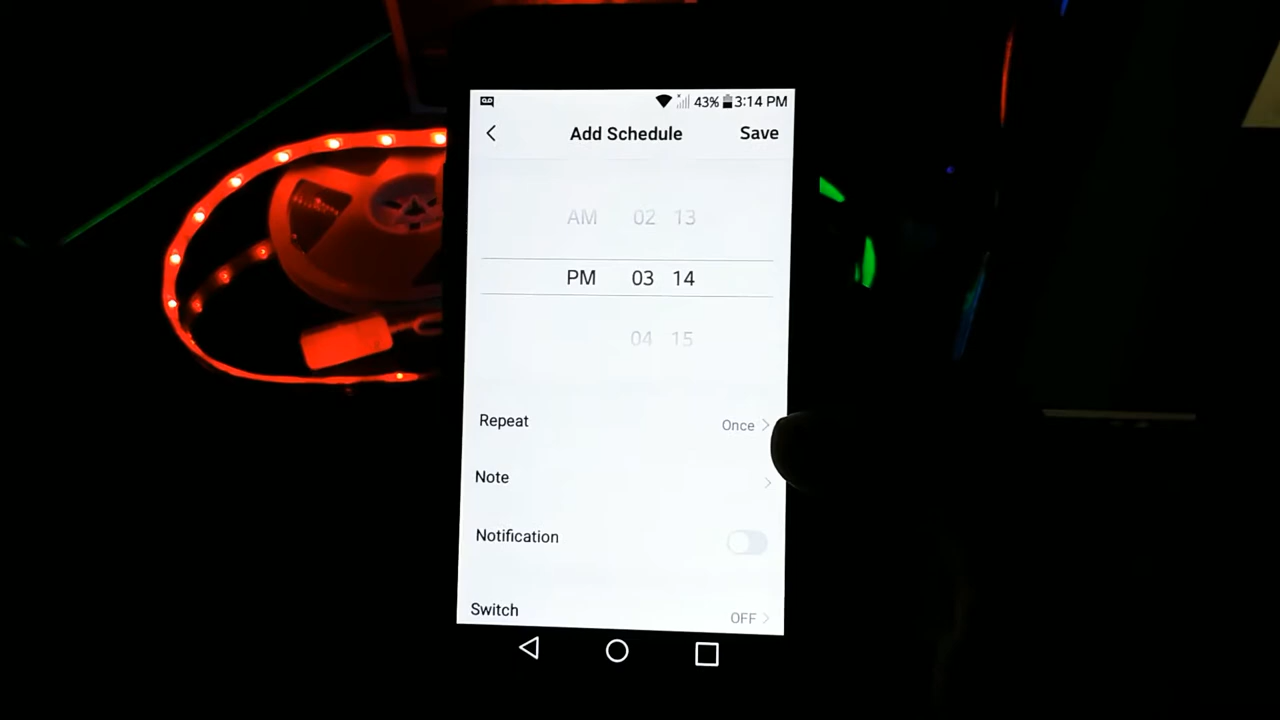 43% 3:14 PM
Add Schedule Save
AM 02 13
PM 03 14
04 15
Repeat Once
Note
Notification
Switch OFF